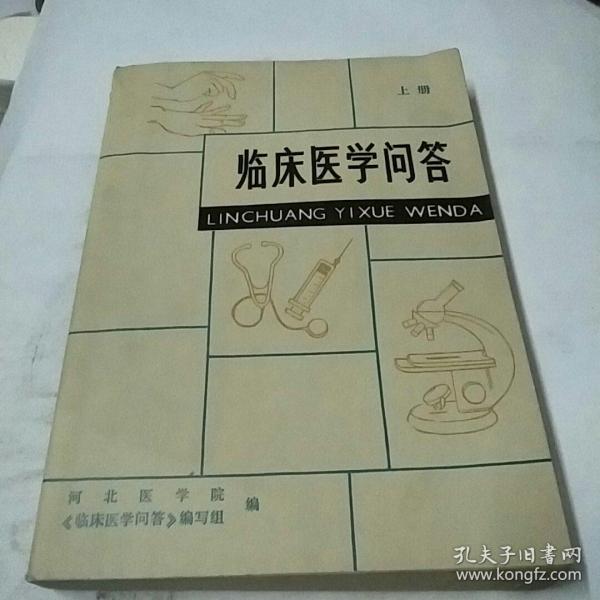 上册
临床医学问答
LINCHUANG YIXUE WENDA
河北医学院
《临床医学问答》编写组
编
孔夫子旧书网
www.kongfz.com